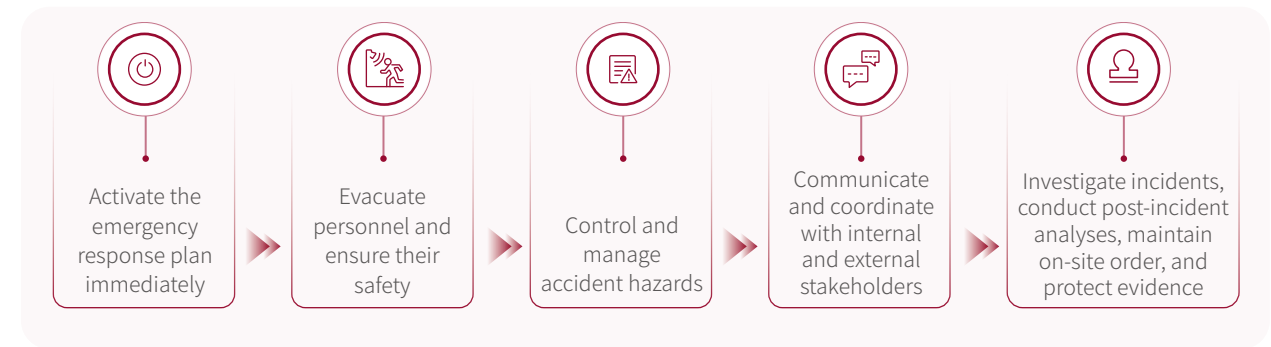 Activate the
emergency
response plan
immediately
Evacuate
personnel and
ensure their
safety
Control and
manage
accident hazards
Communicate
and coordinate
with internal
and external
stakeholders
Investigate incidents,
conduct post-incident
analyses, maintain
on-site order, and
protect evidence